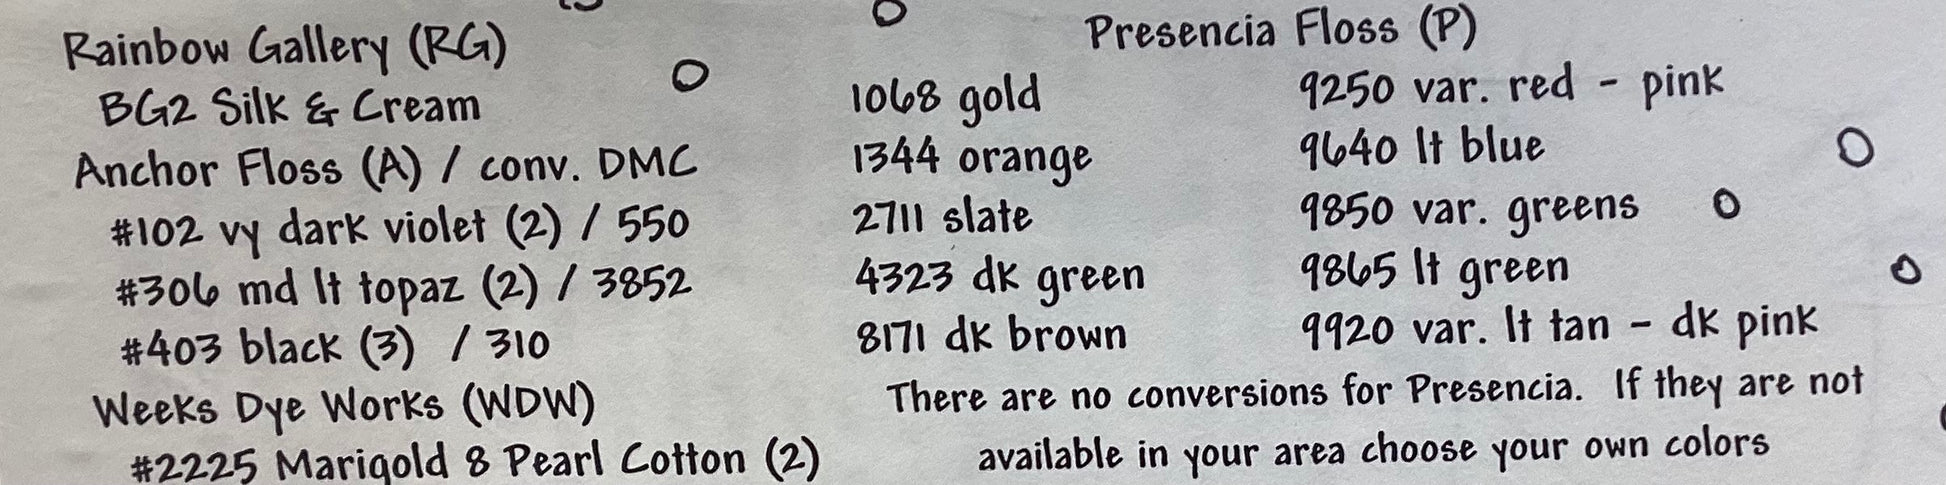 Rainbow Gallery (RG)
BG2 Silk & Cream
Anchor Floss (A) / conv. DMC
#102 vy dark violet (2) / 550
#306 md lt topaz (2) / 3852
#403 black (3) / 310
Weeks Dye Works (WDW)
#2225 Marigold 8 Pearl Cotton (2)
Presencia Floss (P)
1068 gold
1344 orange
2711 slate
4323 dk green
8171 dk brown
9250 var. red - pink
9640 lt blue
9850 var. greens
9865 lt green
9920 var. lt tan - dk pink
There are no conversions for Presencia. If they are not
available in your area choose your own colors